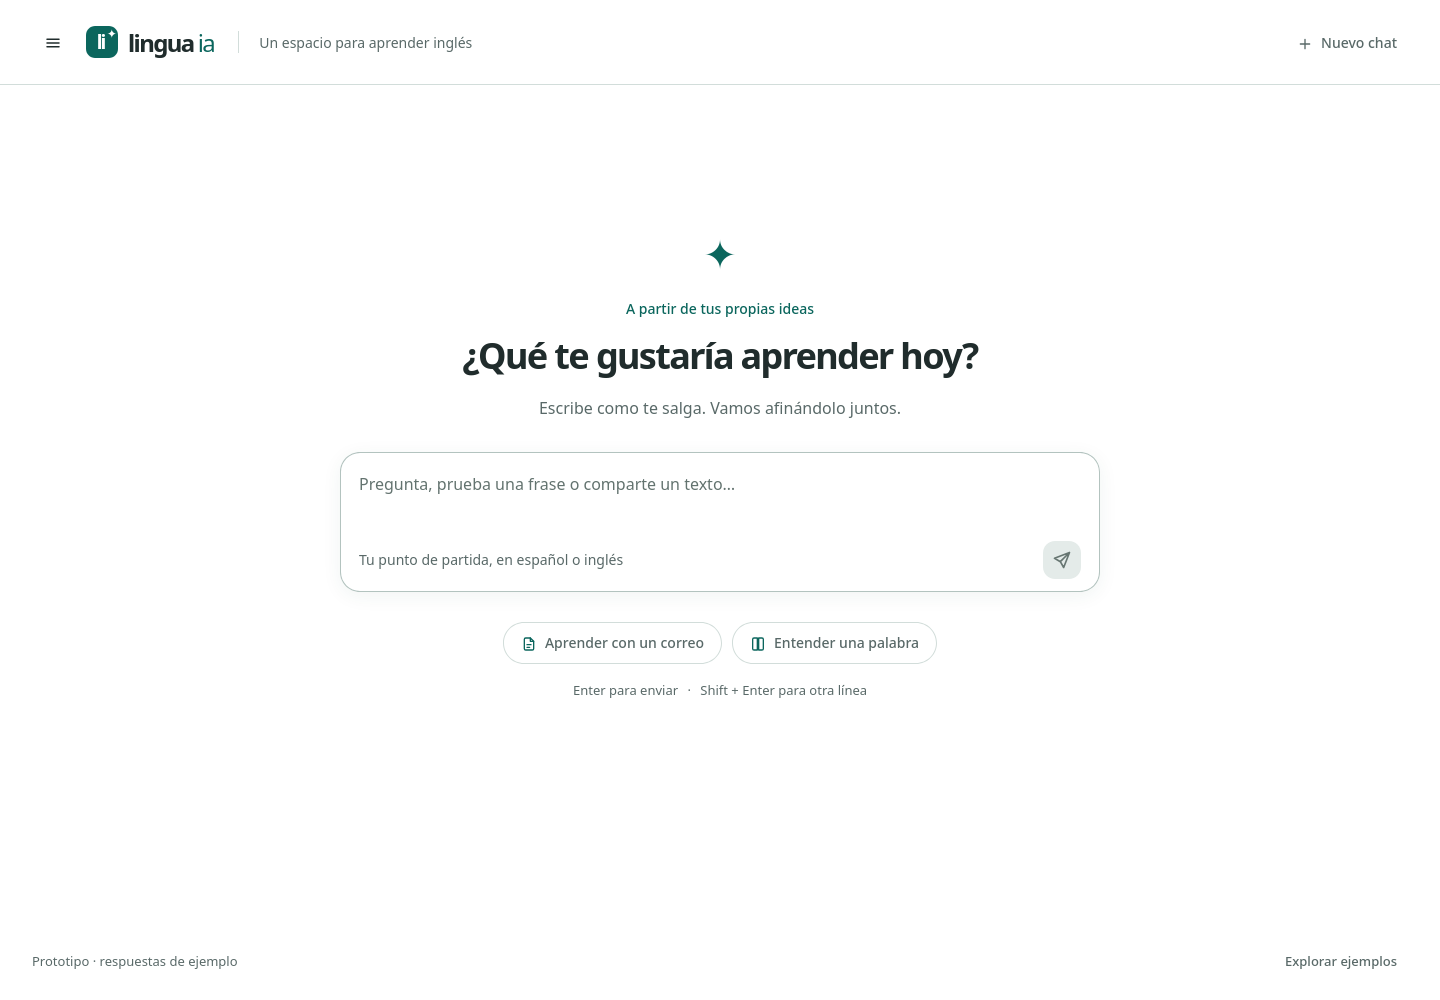 li
lingua ia
Un espacio para aprender inglés
Nuevo chat
A partir de tus propias ideas
¿Qué te gustaría aprender hoy?
Escribe como te salga. Vamos afinándolo juntos.
Pregunta, prueba una frase o comparte un texto...
Tu punto de partida, en español o inglés
Aprender con un correo
Entender una palabra
Enter para enviar · Shift + Enter para otra línea
Prototipo · respuestas de ejemplo
Explorar ejemplos